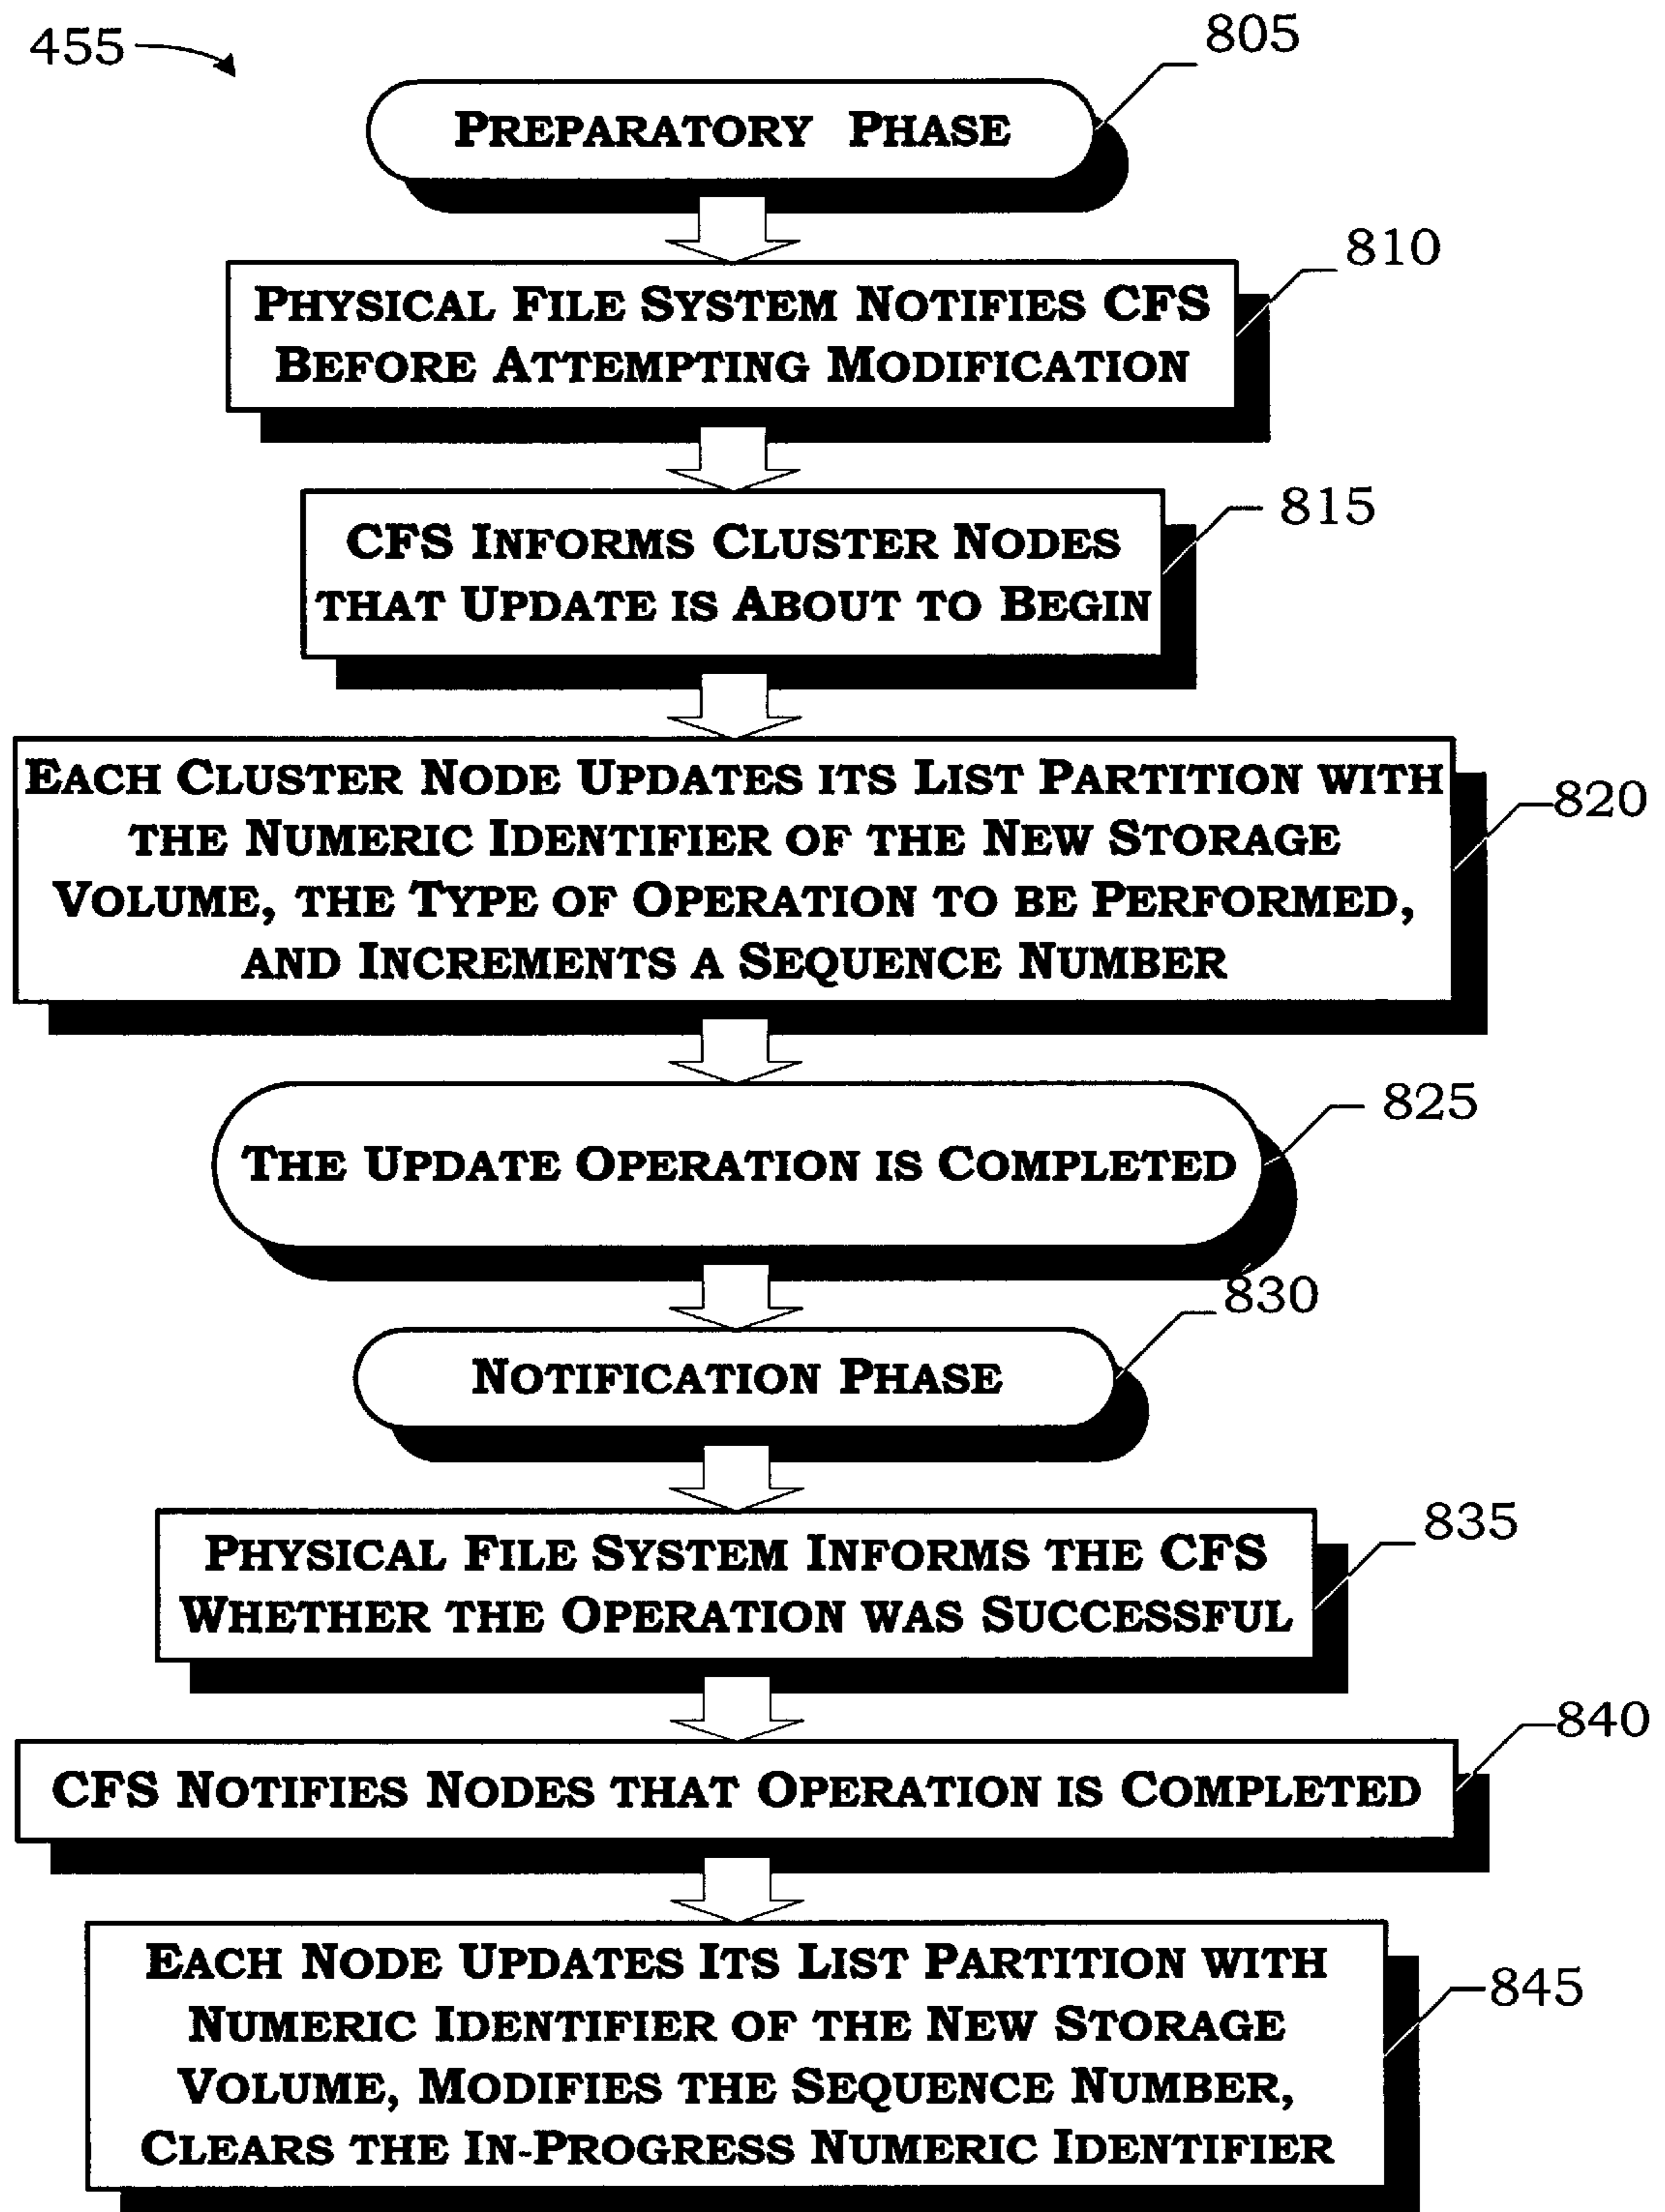 455
805
PREPARATORY PHASE
810
PHYSICAL FILE SYSTEM NOTIFIES CFS
BEFORE ATTEMPTING MODIFICATION
815
CFS INFORMS CLUSTER NODES
THAT UPDATE IS ABOUT TO BEGIN
EACH CLUSTER NODE UPDATES ITS LIST PARTITION WITH
820
THE NUMERIC IDENTIFIER OF THE NEW STORAGE
VOLUME, THE TYPE OF OPERATION TO BE PERFORMED,
AND INCREMENTS A SEQUENCE NUMBER
825
THE UPDATE OPERATION IS COMPLETED
830
NOTIFICATION PHASE
835
PHYSICAL FILE SYSTEM INFORMS THE CFS
WHETHER THE OPERATION WAS SUCCESSFUL
840
CFS NOTIFIES NODES THAT OPERATION IS COMPLETED
EACH NODE UPDATES ITS LIST PARTITION WITH
845
NUMERIC IDENTIFIER OF THE NEW STORAGE
VOLUME, MODIFIES THE SEQUENCE NUMBER,
CLEARS THE IN-PROGRESS NUMERIC IDENTIFIER